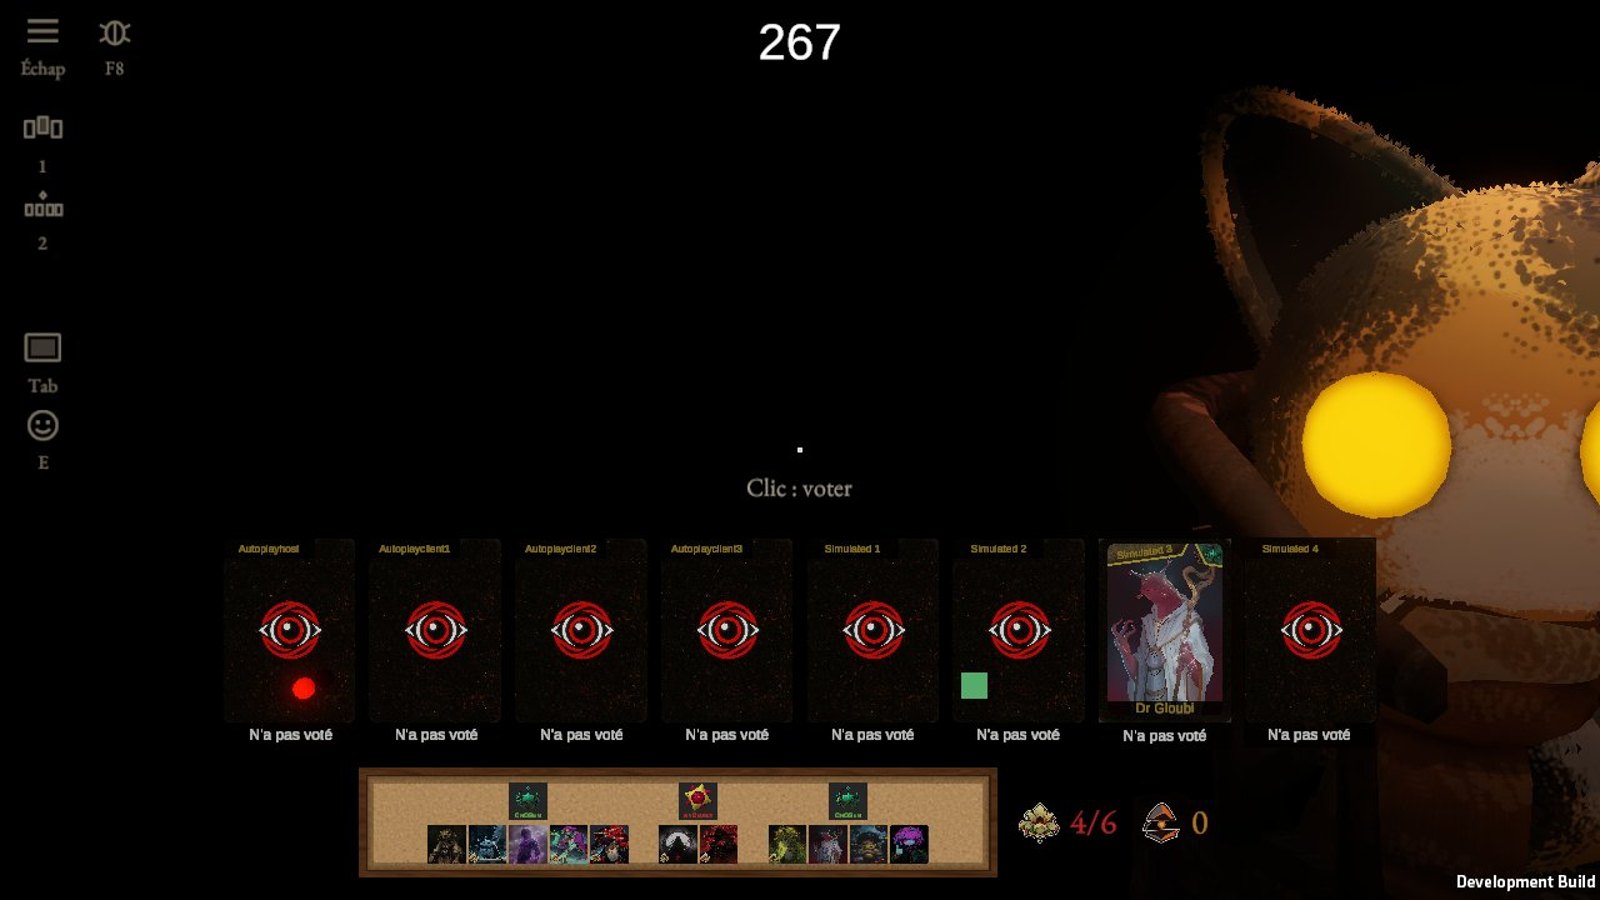 267
Échap
F8
1
2
Tab
E
Clic : voter
Autoplayhost
Autoplayclient1
Autoplayclient2
Autoplayclient3
Simulated 1
Simulated 2
Simulated 3
Simulated 4
Dr Gloubi
N'a pas voté
N'a pas voté
N'a pas voté
N'a pas voté
N'a pas voté
N'a pas voté
N'a pas voté
N'a pas voté
4/6
0
Development Build